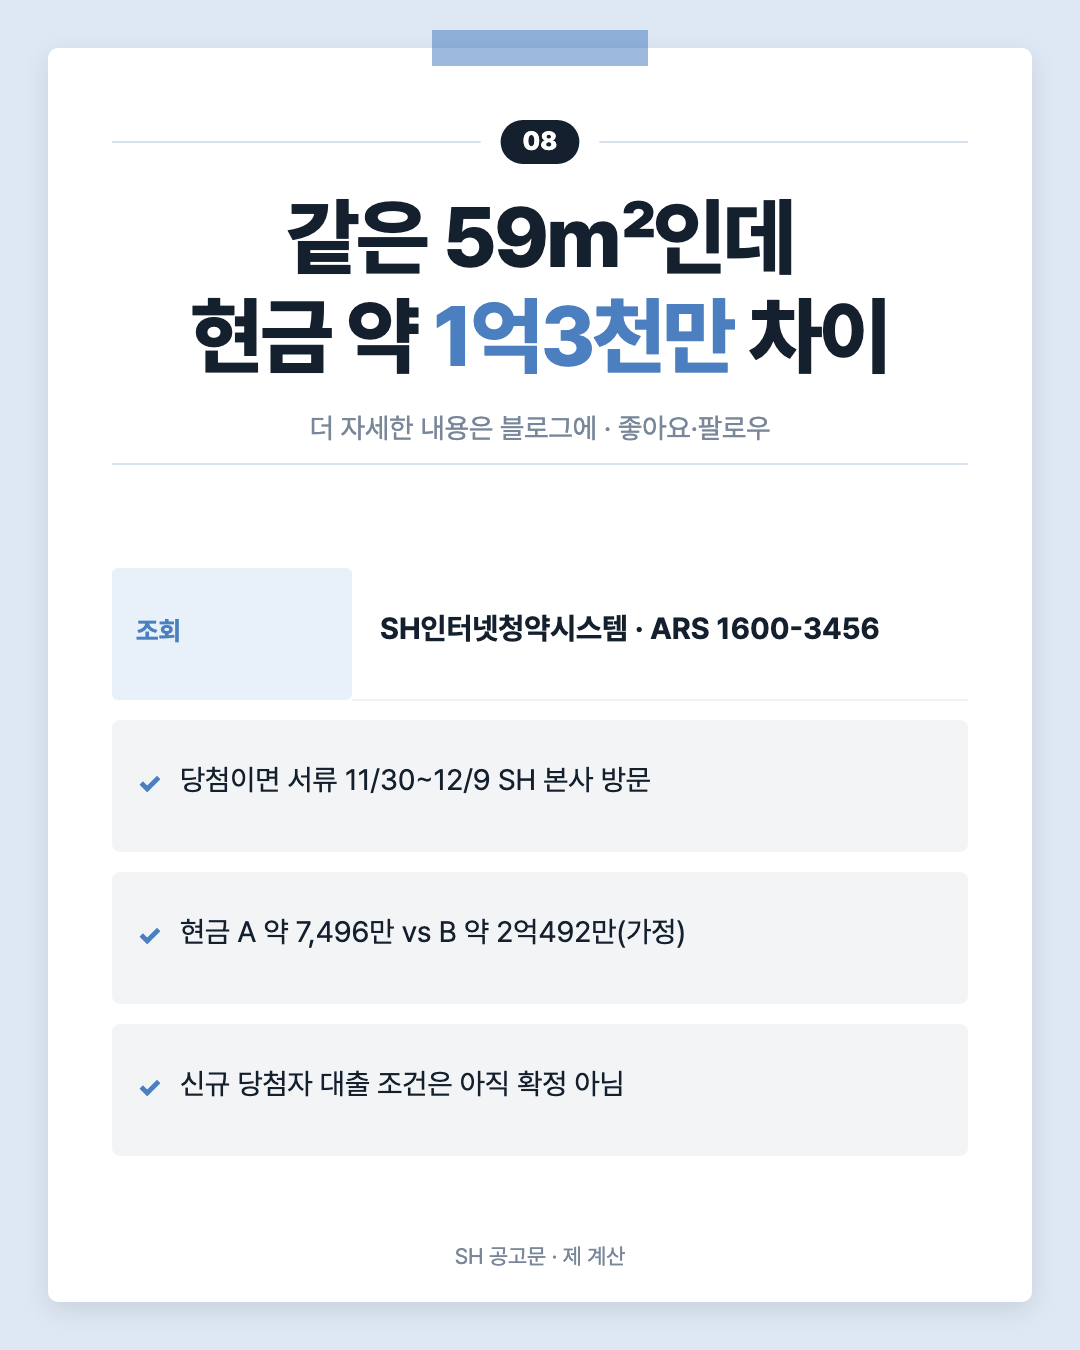 08
같은 59m²인데
현금 약 1억3천만 차이
더 자세한 내용은 블로그에 · 좋아요·팔로우
조회
SH인터넷청약시스템 · ARS 1600-3456
당첨이면 서류 11/30~12/9 SH 본사 방문
현금 A 약 7,496만 vs B 약 2억492만(가정)
신규 당첨자 대출 조건은 아직 확정 아님
SH 공고문 · 제 계산